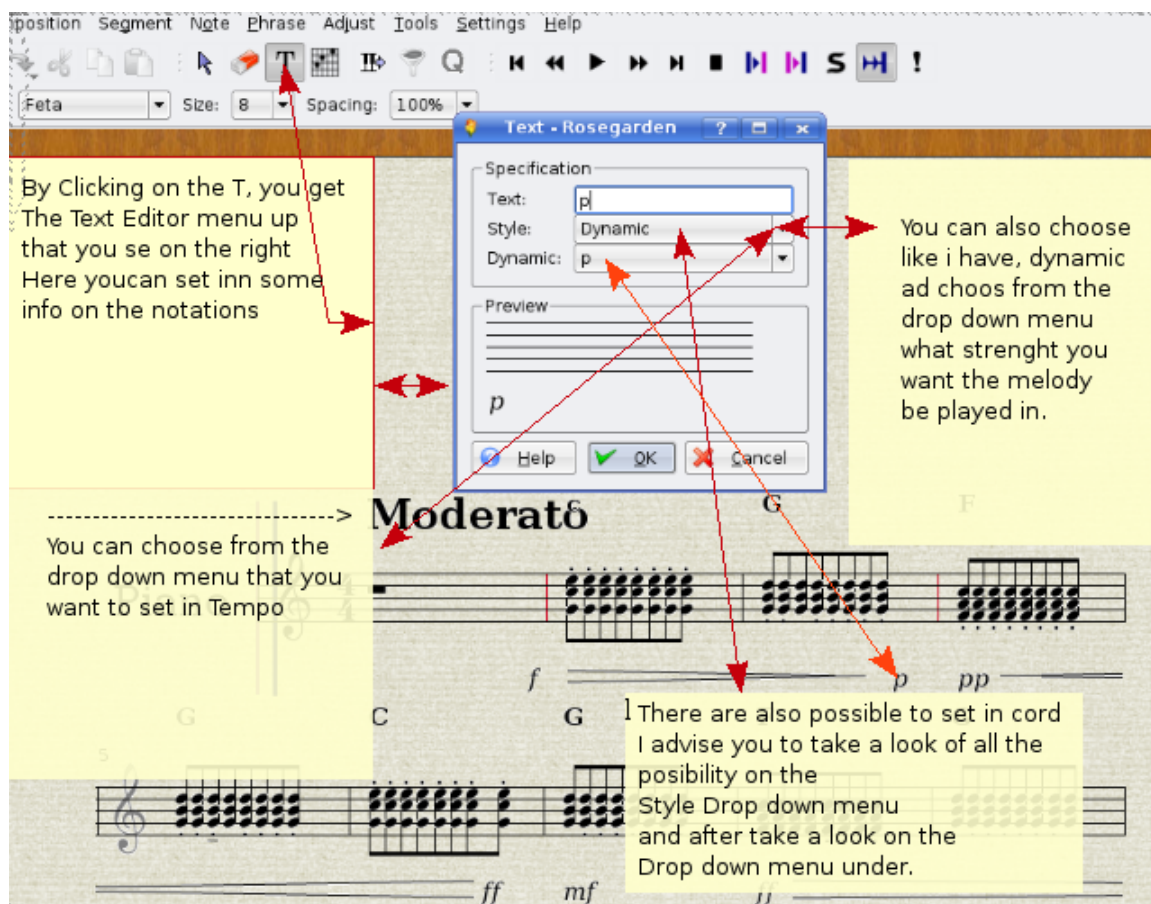 position Segment Note Phrase Adjust Tools Settings Help
T Q S !
Feta Size: 8 Spacing: 100%
Text - Rosegarden ?
Specification
Text: p
Style: Dynamic
Dynamic: p
Preview
p
Help OK Cancel
By Clicking on the T, you get
The Text Editor menu up
that you se on the right
Here youcan set inn some
info on the notations
You can also choose
like i have, dynamic
ad choos from the
drop down menu
what strenght you
want the melody
be played in.
------------------------------> Moderato
C G F
You can choose from the
drop down menu that you
want to set in Tempo
Piano
4
4
f p pp
G C G
5
There are also possible to set in cord
I advise you to take a look of all the
posibility on the
Style Drop down menu
and after take a look on the
Drop down menu under.
ff mf ff